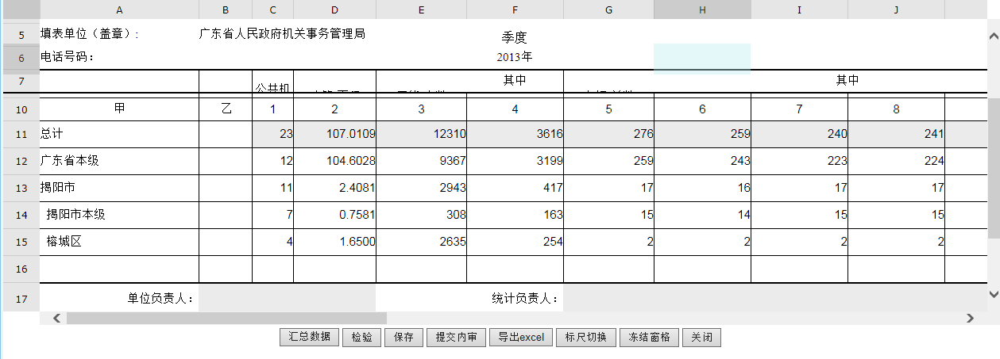 A B C D E F G H I J
5 填表单位（盖章）: 广东省人民政府机关事务管理局 季度
6 电话号码： 2013年
7 公共机 其中 其中
10 甲 乙 1 2 3 4 5 6 7 8
11 总计 23 107.0109 12310 3616 276 259 240 241
12 广东省本级 12 104.6028 9367 3199 259 243 223 224
13 揭阳市 11 2.4081 2943 417 17 16 17 17
14 揭阳市本级 7 0.7581 308 163 15 14 15 15
15 榕城区 4 1.6500 2635 254 2 2 2 2
16
17 单位负责人： 统计负责人：
汇总数据 检验 保存 提交内审 导出excel 标尺切换 冻结窗格 关闭